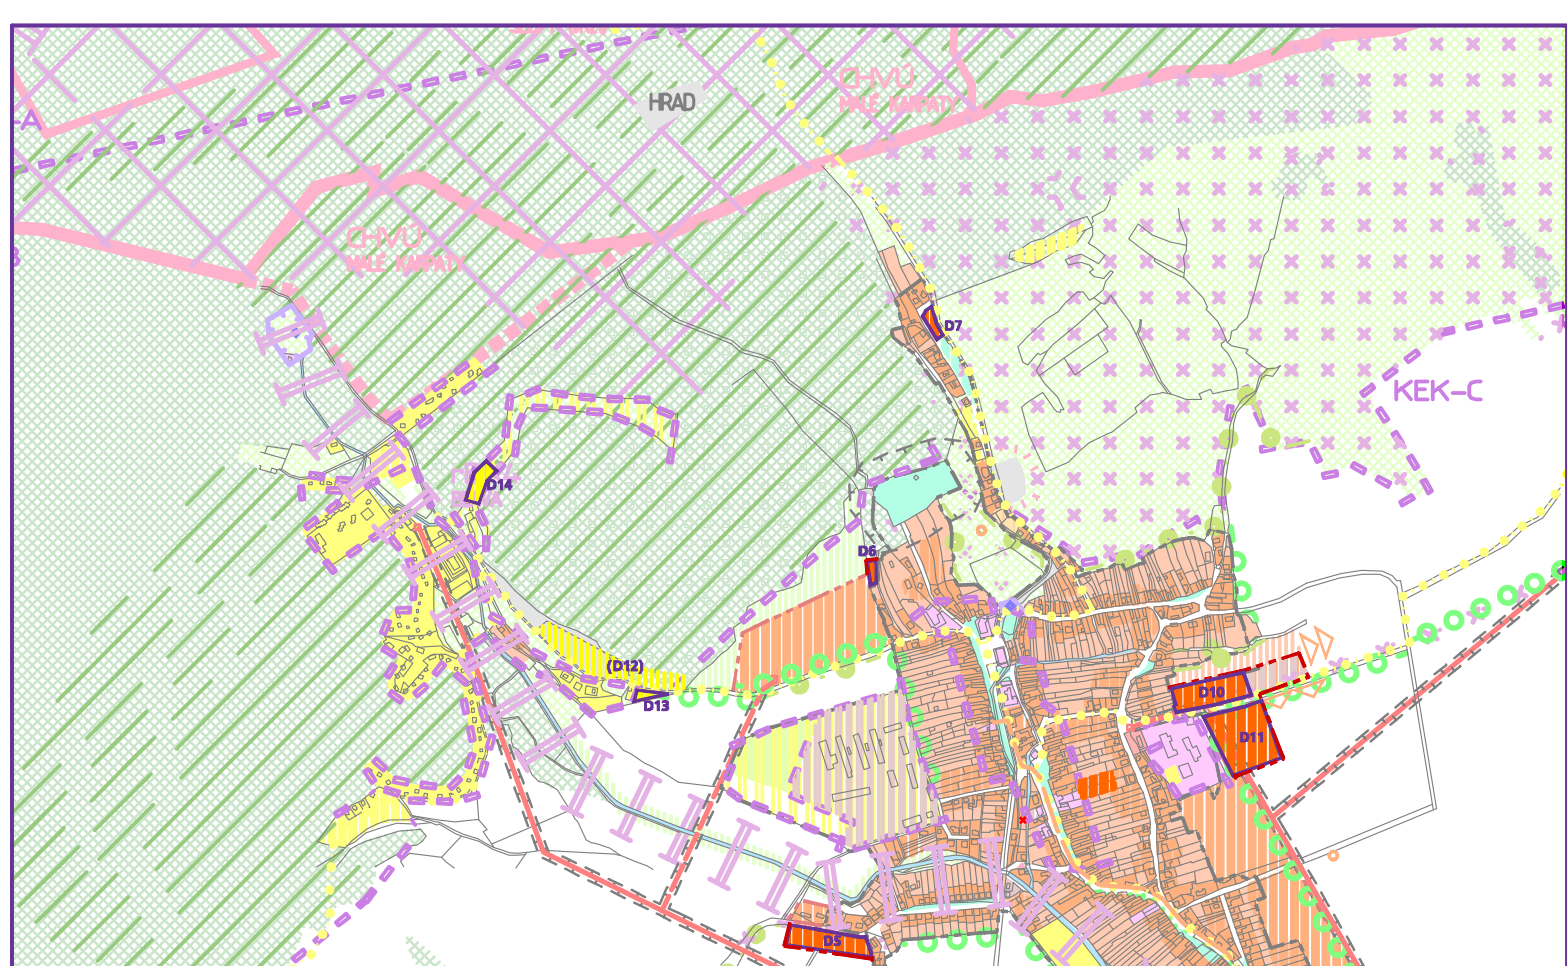 HRAD
CHVÚ
MALÉ KARPATY
-A
CHVÚ
MALÉ KARPATY
D7
KEK-C
D14
D6
(D12)
D13
D10
D11
D5